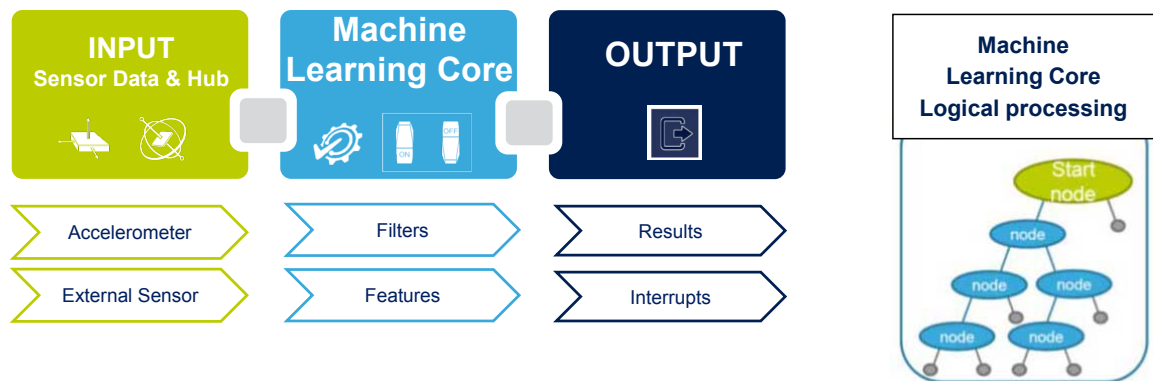 INPUT
Sensor Data & Hub
Machine
Learning Core
ON
OFF
OUTPUT
Accelerometer
Filters
Results
External Sensor
Features
Interrupts
Machine
Learning Core
Logical processing
Start
node
node
node
node
node
node